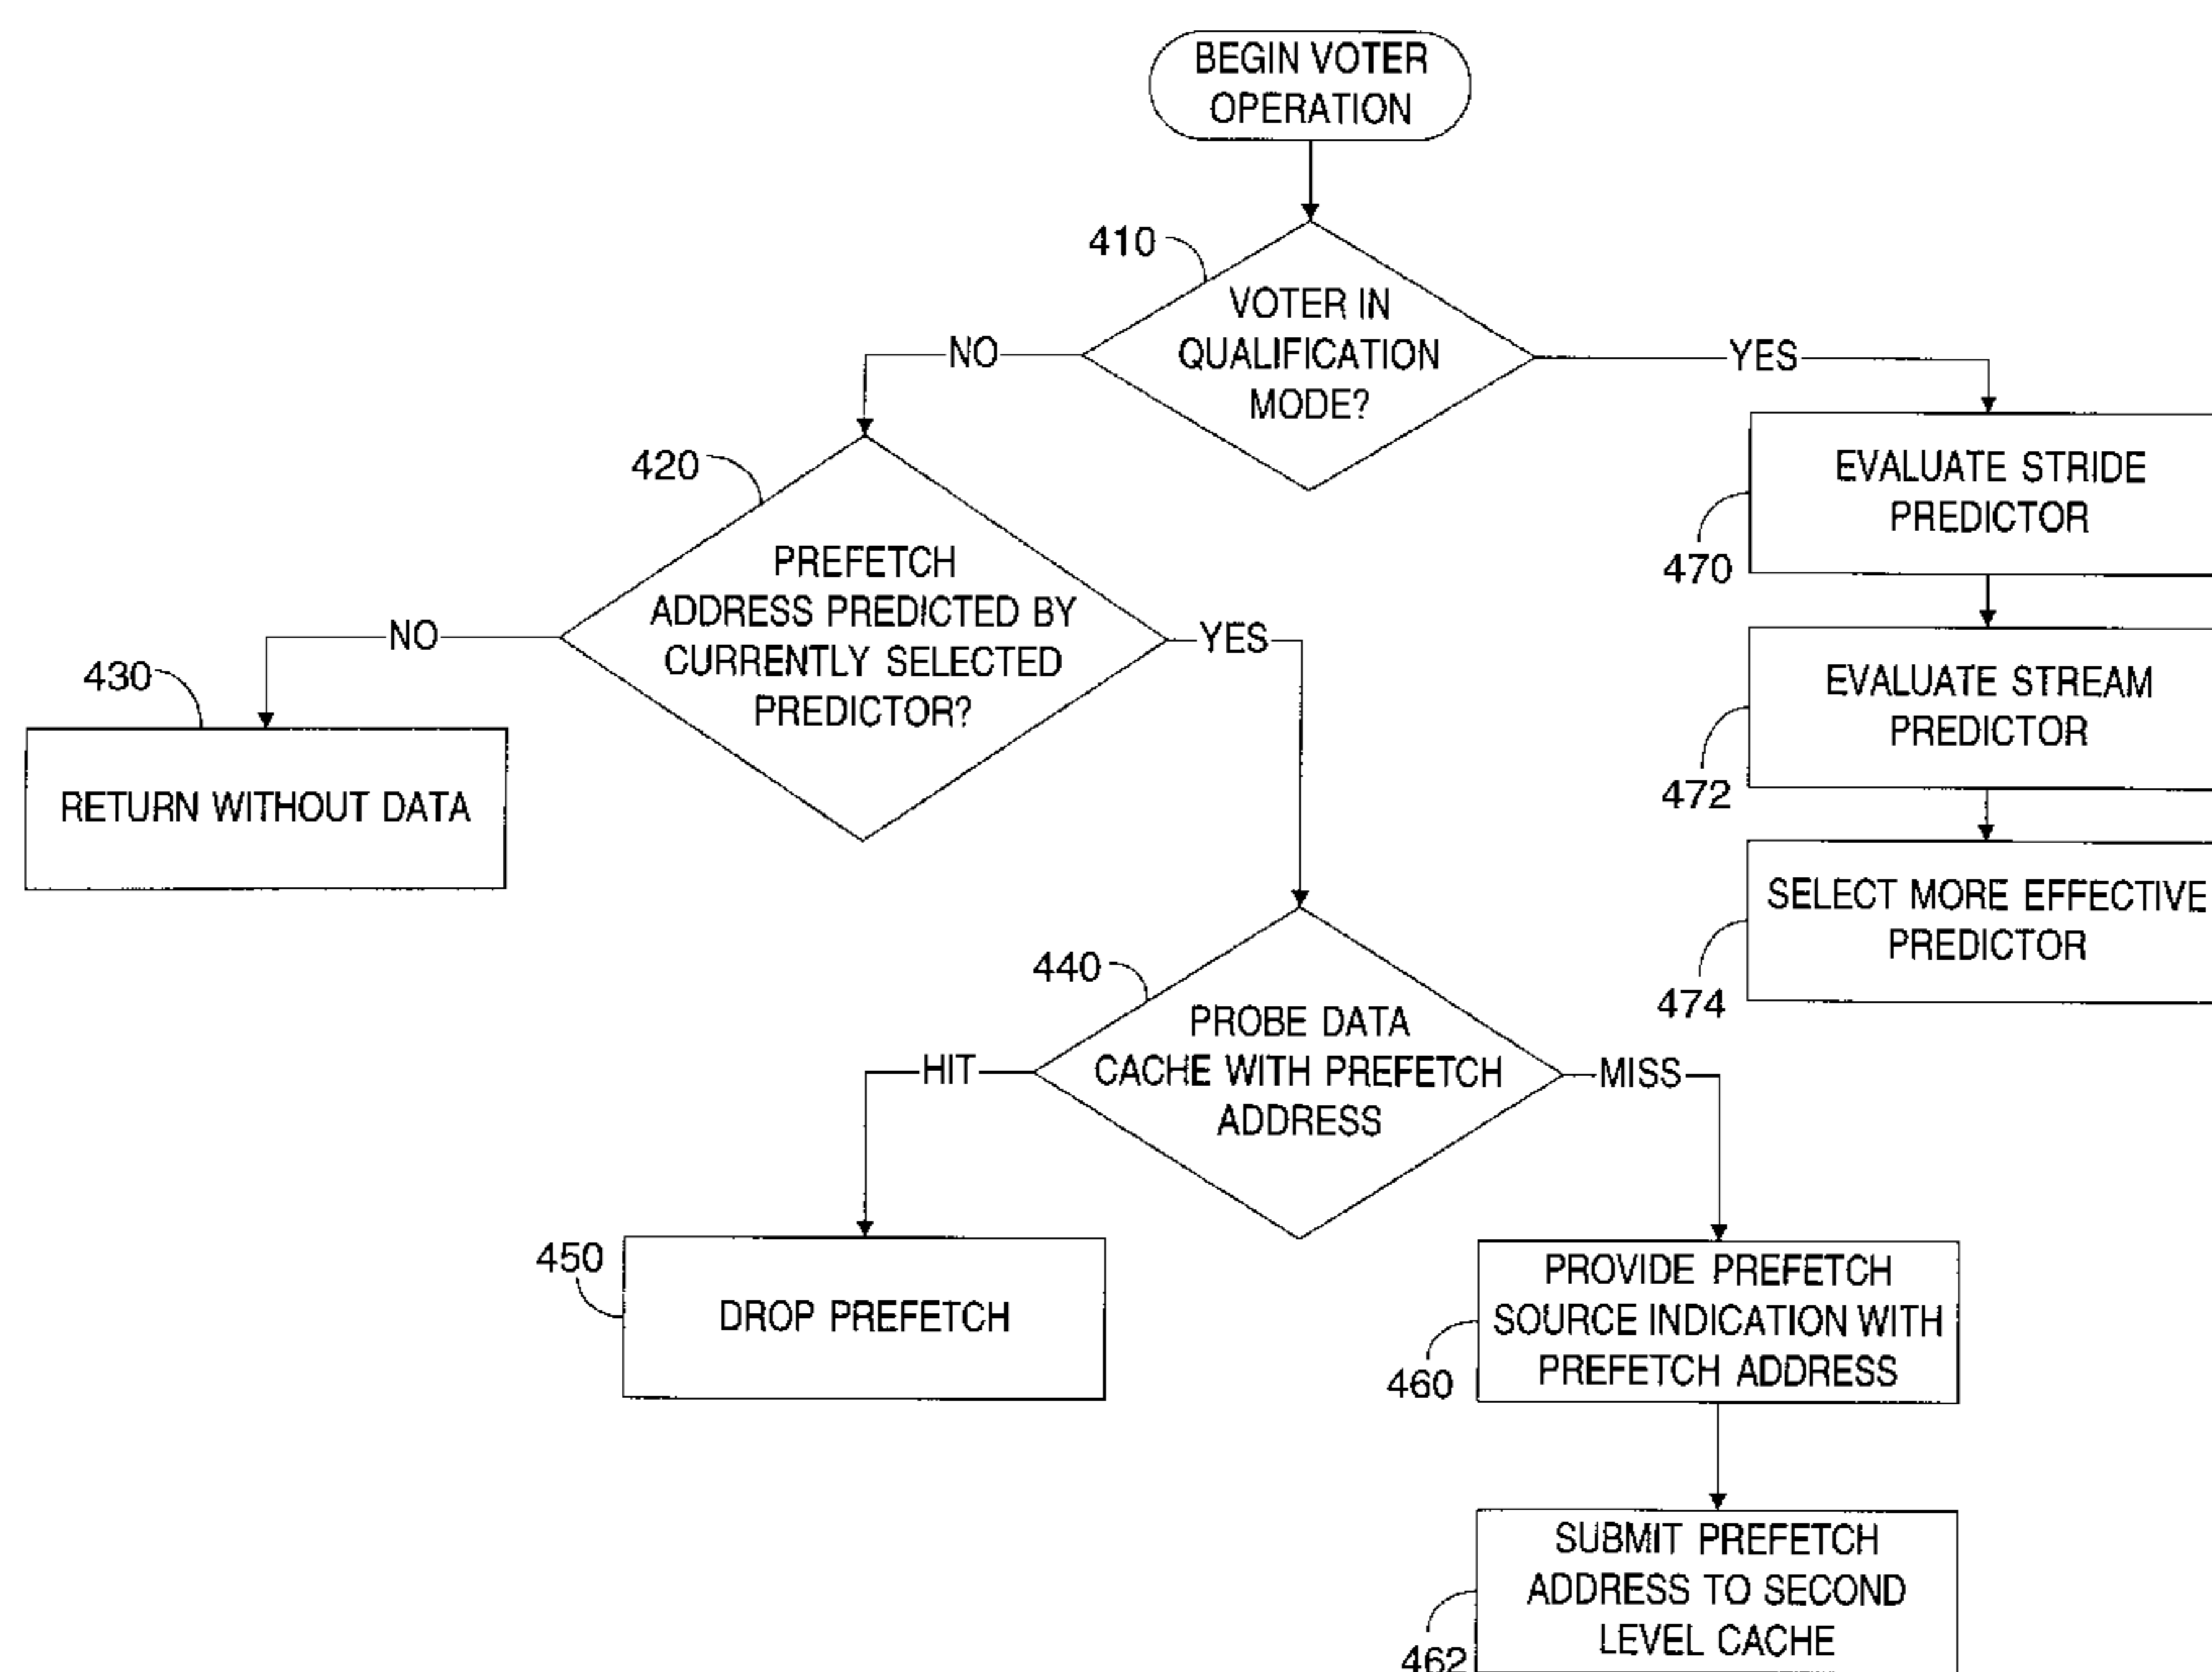 BEGIN VOTER
OPERATION
410
VOTER IN
QUALIFICATION
MODE?
NO
YES
420
PREFETCH
ADDRESS PREDICTED BY
CURRENTLY SELECTED
PREDICTOR?
NO
YES
430
RETURN WITHOUT DATA
EVALUATE STRIDE
PREDICTOR
470
EVALUATE STREAM
PREDICTOR
472
SELECT MORE EFFECTIVE
PREDICTOR
474
440
PROBE DATA
CACHE WITH PREFETCH
ADDRESS
HIT
MISS
450
DROP PREFETCH
PROVIDE PREFETCH
SOURCE INDICATION WITH
PREFETCH ADDRESS
460
SUBMIT PREFETCH
ADDRESS TO SECOND
LEVEL CACHE
462